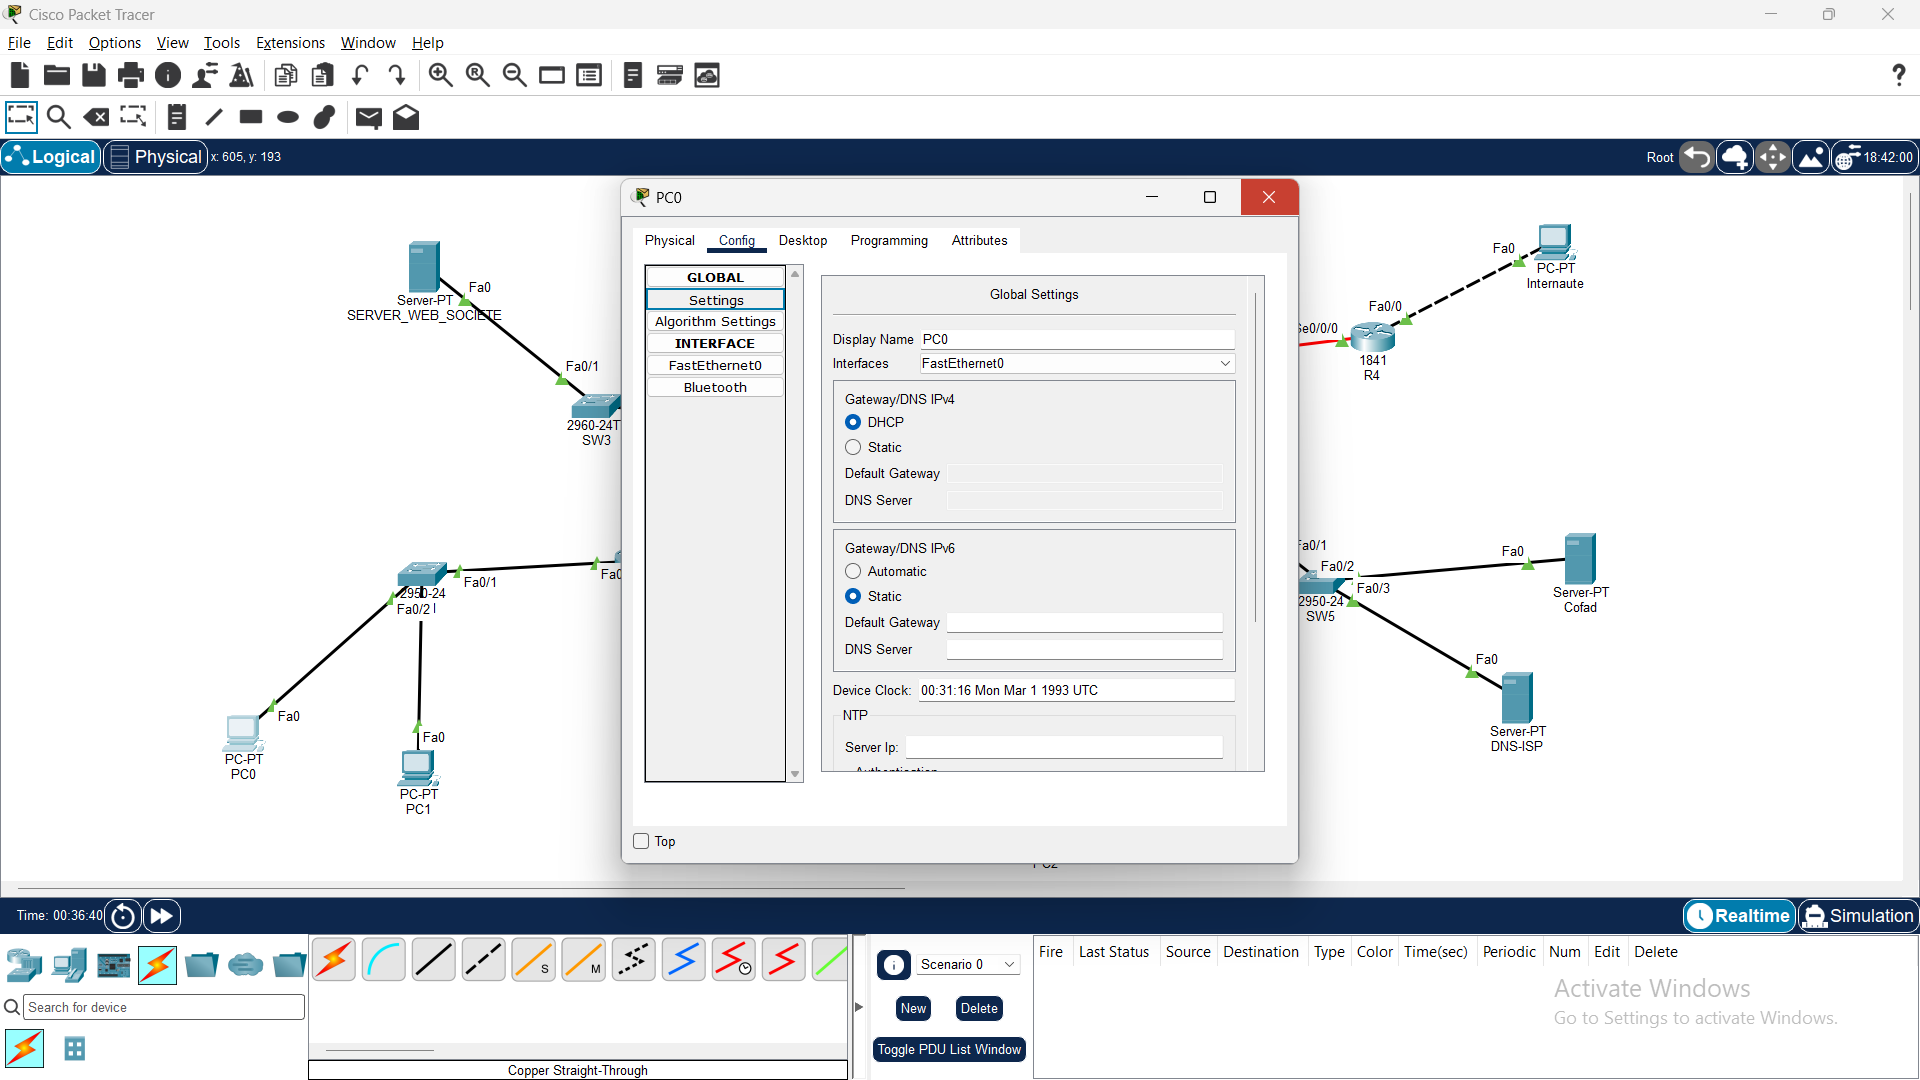 Cisco Packet Tracer
File Edit Options View Tools Extensions Window Help
Logical Physical x: 605, y: 193
Root 18:42:00
PC0
Physical Config Desktop Programming Attributes
GLOBAL
Settings
Algorithm Settings
INTERFACE
FastEthernet0
Bluetooth
Global Settings
Display Name PC0
Interfaces FastEthernet0
Gateway/DNS IPv4
DHCP
Static
Default Gateway
DNS Server
Gateway/DNS IPv6
Automatic
Static
Default Gateway
DNS Server
Device Clock: 00:31:16 Mon Mar 1 1993 UTC
NTP
Server Ip:
Authentication
Top
Fa0
Server-PT
SERVER_WEB_SOCIETE
Fa0/1
2960-24T
SW3
2950-24
Fa0/1
Fa0/2
Fa0
PC-PT
PC0
Fa0
PC-PT
PC1
Fa0
PC-PT
Internaute
Fa0/0
Se0/0/0
1841
R4
Fa0/1
Fa0/2
Fa0/3
2950-24
SW5
Fa0
Server-PT
Cofad
Fa0
Server-PT
DNS-ISP
PC2
Time: 00:36:40
Realtime Simulation
S
M
Search for device
Copper Straight-Through
Scenario 0
New Delete
Toggle PDU List Window
Fire Last Status Source Destination Type Color Time(sec) Periodic Num Edit Delete
Activate Windows
Go to Settings to activate Windows.